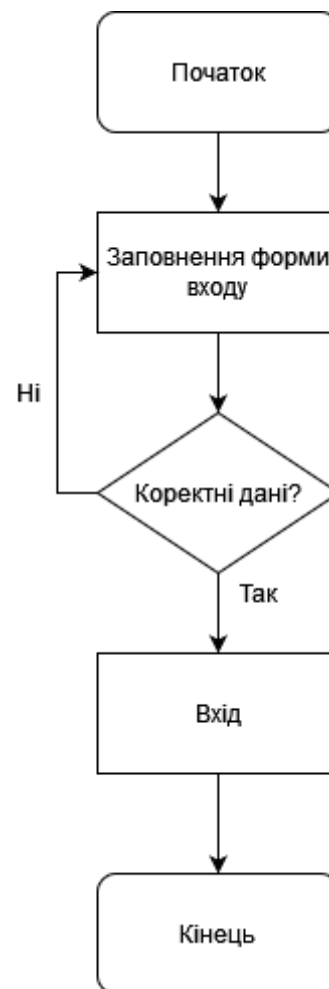 Початок
Заповнення форми
входу
Ні
Коректні дані?
Так
Вхід
Кінець